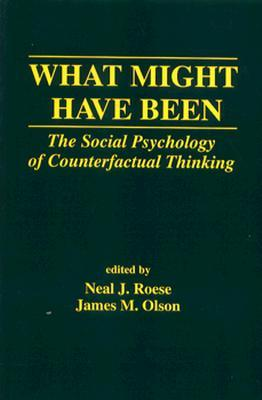 WHAT MIGHT
HAVE BEEN
The Social Psychology
of Counterfactual Thinking
edited by
Neal J. Roese
James M. Olson